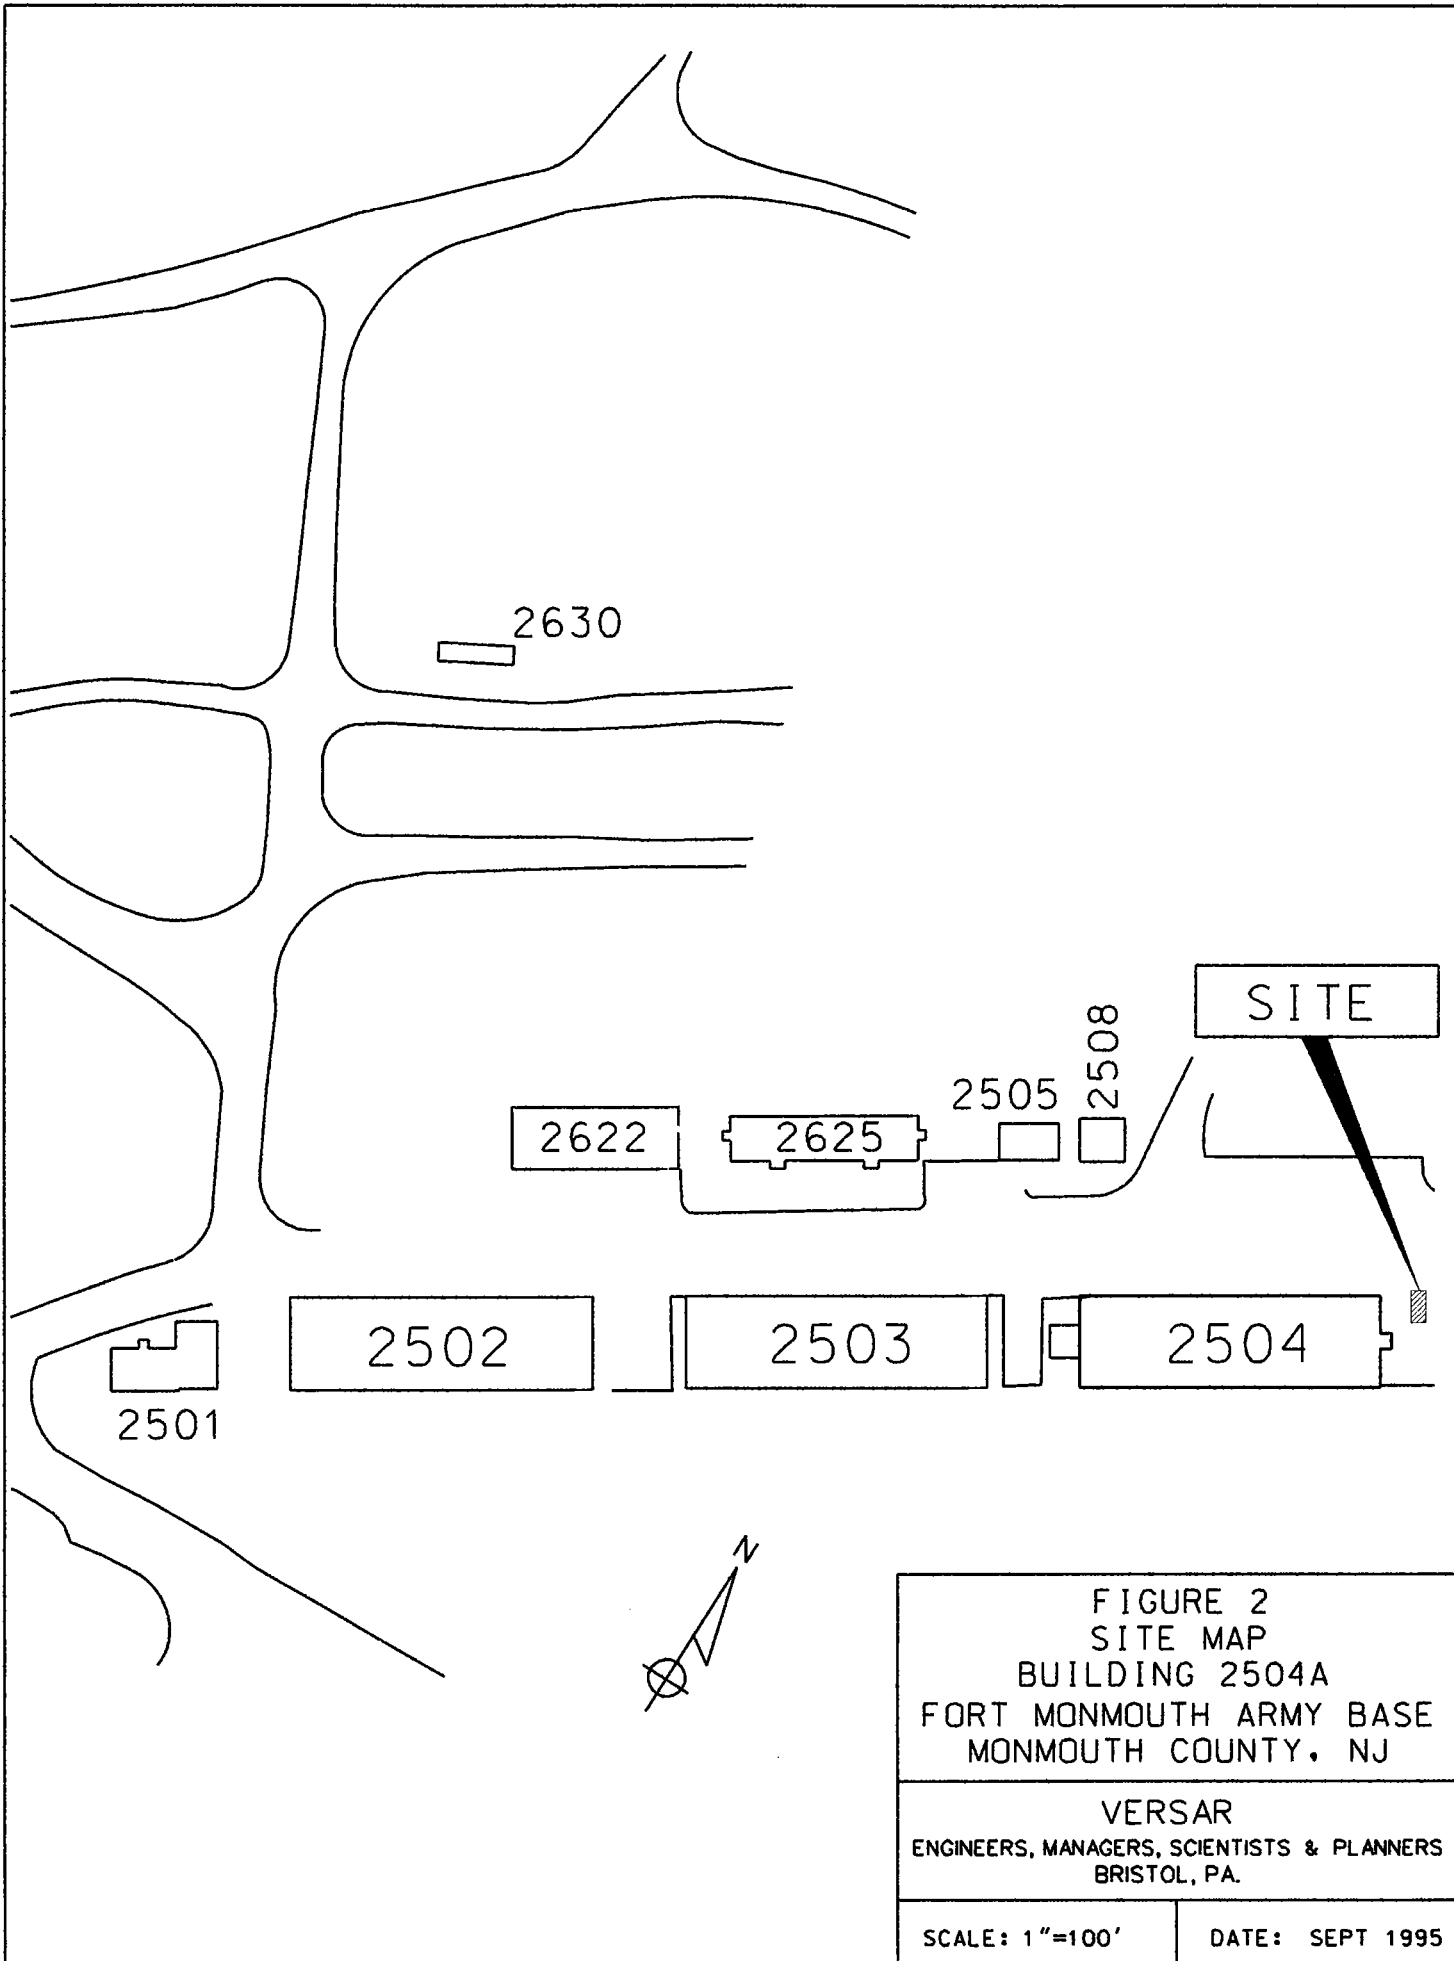 2630
SITE
2508
2505
2622
2625
2502
2503
2504
2501
N
FIGURE 2
SITE MAP
BUILDING 2504A
FORT MONMOUTH ARMY BASE
MONMOUTH COUNTY, NJ
VERSAR
ENGINEERS, MANAGERS, SCIENTISTS & PLANNERS
BRISTOL, PA.
SCALE: 1"=100'
DATE: SEPT 1995